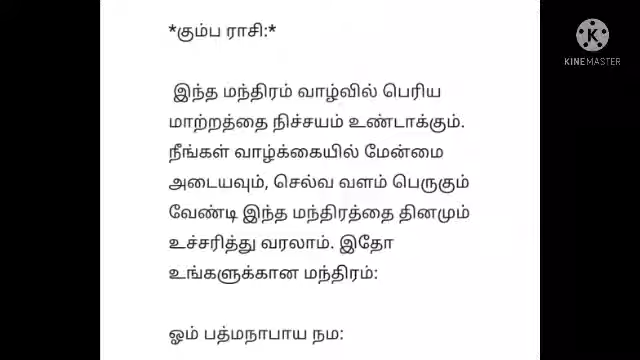 *கும்ப ராசி:*
இந்த மந்திரம் வாழ்வில் பெரிய
மாற்றத்தை நிச்சயம் உண்டாக்கும்.
நீங்கள் வாழ்க்கையில் மேன்மை
அடையவும், செல்வ வளம் பெருகும்
வேண்டி இந்த மந்திரத்தை தினமும்
உச்சரித்து வரலாம். இதோ
உங்களுக்கான மந்திரம்:
ஓம் பத்மநாபாய நம:
K
KINEMASTER